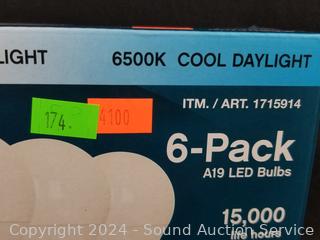 LIGHT
6500K COOL DAYLIGHT
ITM. / ART. 1715914
174.
4100
6-Pack
A19 LED Bulbs
15,000
life hours
Copyright 2024 - Sound Auction Service